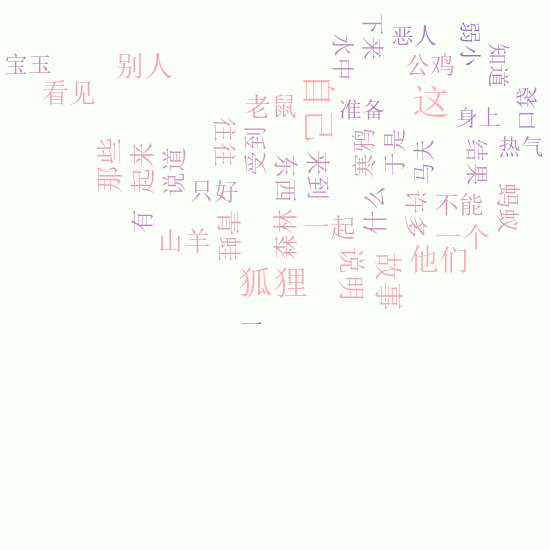 下来
恶人
弱小
水中
知道
宝玉
别人
公鸡
看见
自己
这
袋口
老鼠
准备
身上
往往
受到
寒鸦
于是
马夫
结果
热气
那些
起来
说道
东西
来到
只好
什么
许多
不能
蚂蚁
有
山羊
青蛙
森林
一起
一个
狐狸
说明
故事
他们
一